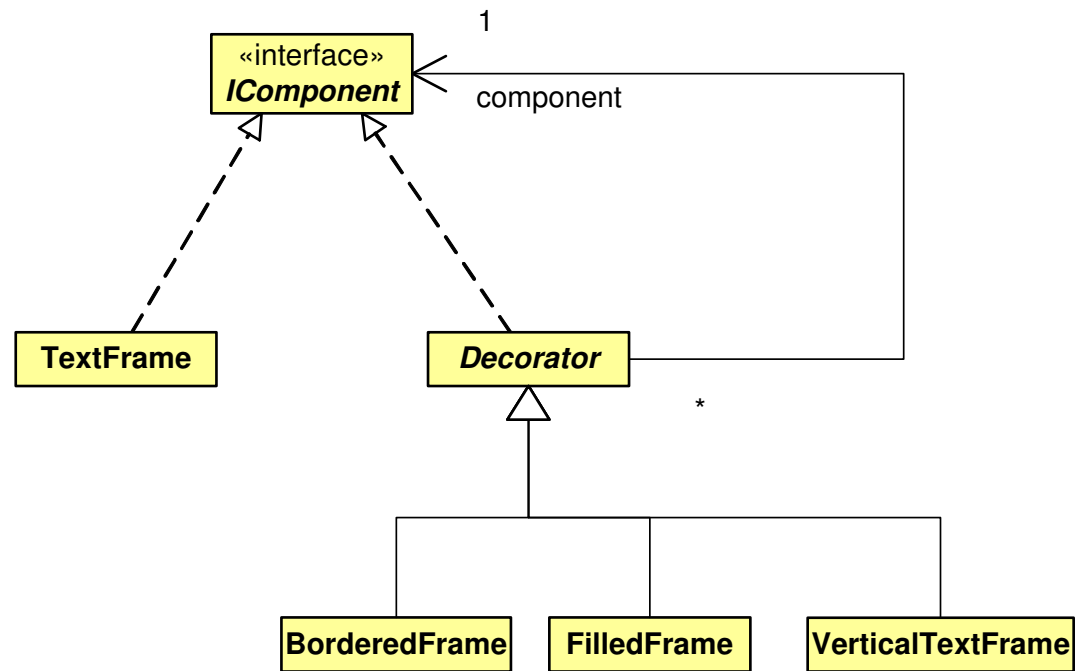 1
«interface»
IComponent
component
TextFrame
Decorator
*
BorderedFrame
FilledFrame
VerticalTextFrame